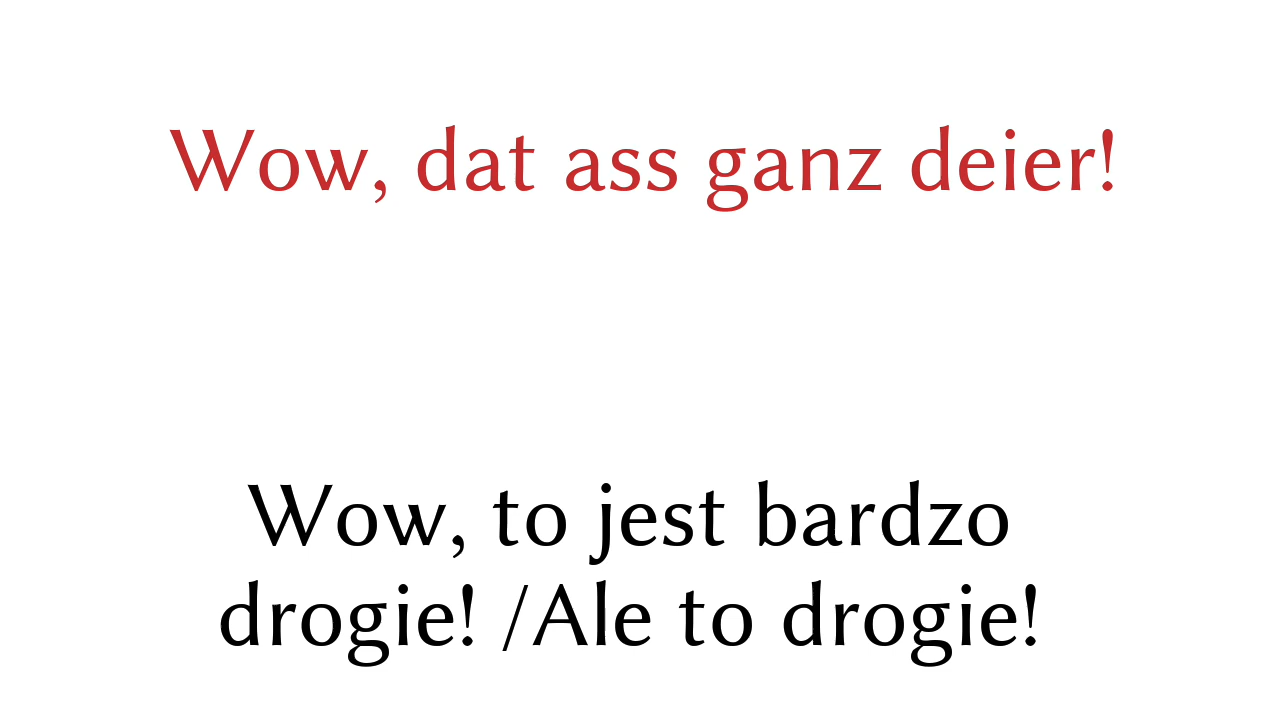 Wow, dat ass ganz deier!
Wow, to jest bardzo
drogie! /Ale to drogie!